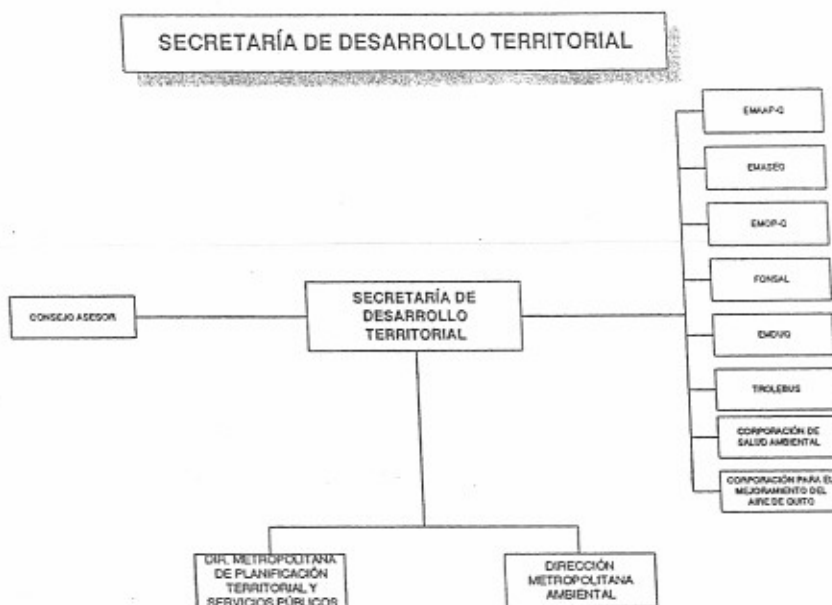 SECRETARÍA DE DESARROLLO TERRITORIAL
EMAAP-Q
EMASEO
EMOP-Q
FONSAL
EMDUQ
TROLEBUS
CORPORACIÓN DE
SALUD AMBIENTAL
CORPORACIÓN PARA EL
MEJORAMIENTO DEL
AIRE DE QUITO
CONSEJO ASESOR
SECRETARÍA DE
DESARROLLO
TERRITORIAL
DIR. METROPOLITANA
DE PLANIFICACIÓN
TERRITORIAL Y
SERVICIOS PÚBLICOS
DIRECCIÓN
METROPOLITANA
AMBIENTAL